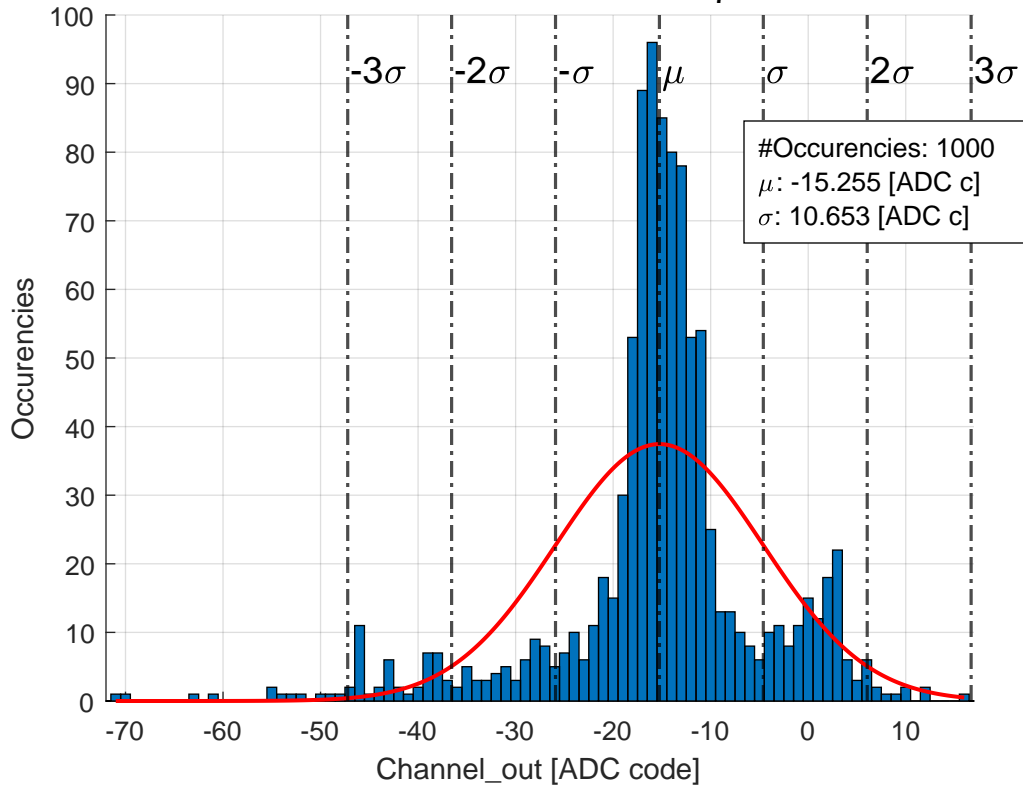 100
90
80
70
60
50
40
30
20
10
0
Occurencies
-3σ -2σ -σ μ σ 2σ 3σ
#Occurencies: 1000
μ: -15.255 [ADC c]
σ: 10.653 [ADC c]
-70 -60 -50 -40 -30 -20 -10 0 10
Channel_out [ADC code]